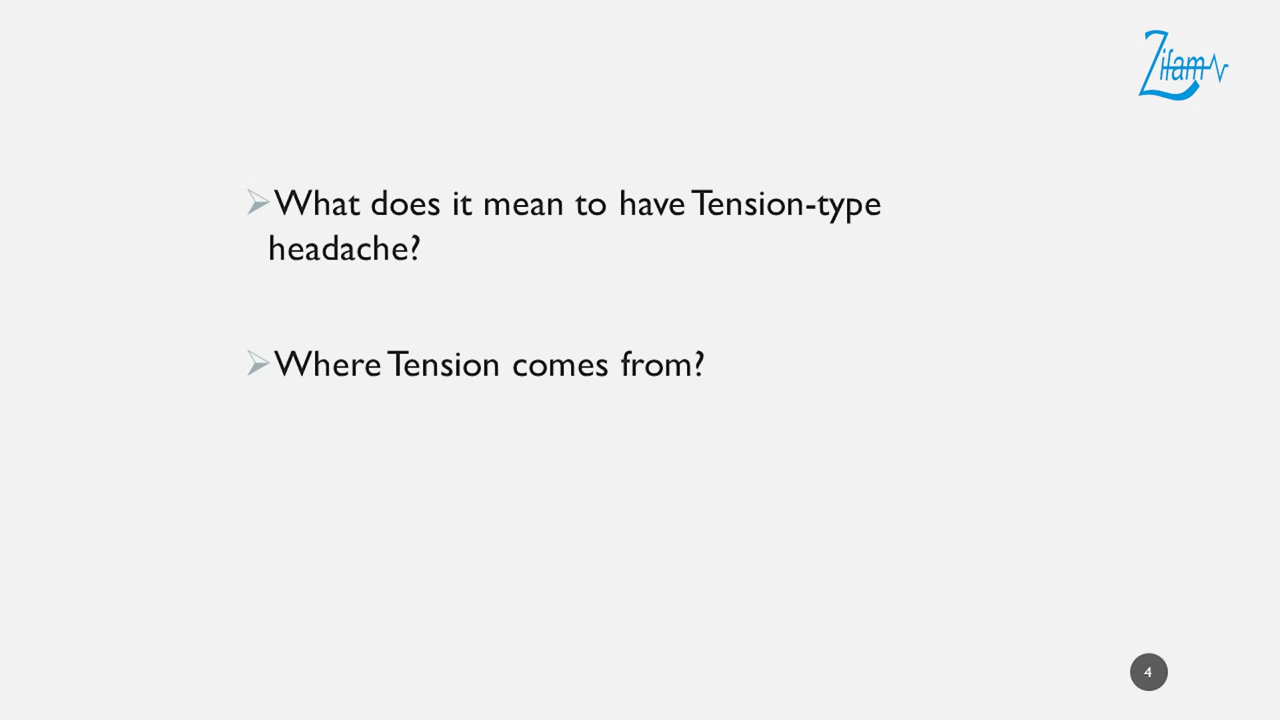 Zifam
➢What does it mean to have Tension-type
headache?
➢Where Tension comes from?
4